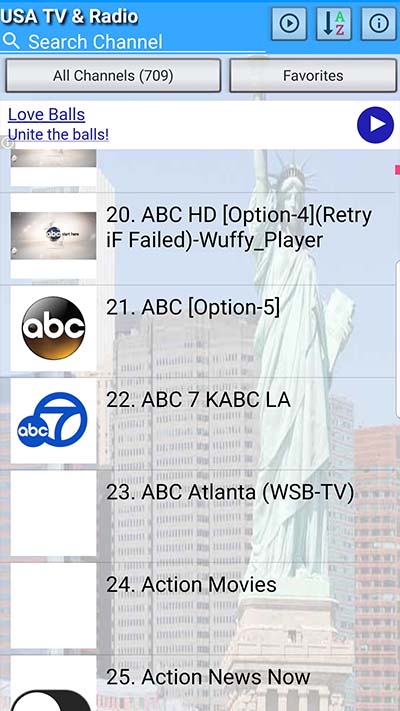 USA TV & Radio
Search Channel
A
Z
All Channels (709)
Favorites
Love Balls
Unite the balls!
abc start here
20. ABC HD [Option-4](Retry
iF Failed)-Wuffy_Player
abc
21. ABC [Option-5]
abc 7
22. ABC 7 KABC LA
23. ABC Atlanta (WSB-TV)
24. Action Movies
25. Action News Now